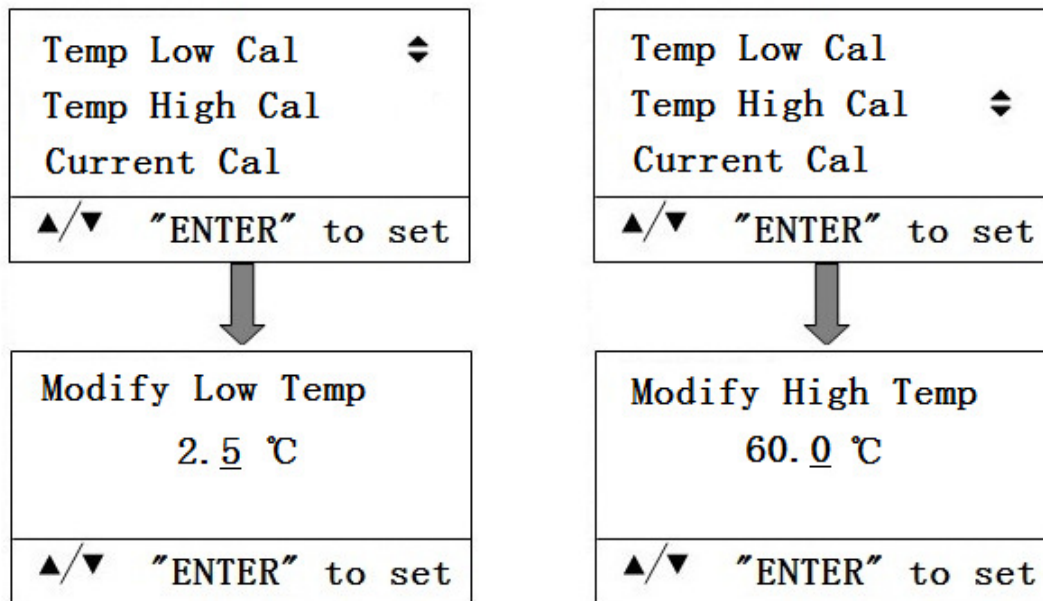 Temp Low Cal
Temp High Cal
Current Cal
▲/▼ "ENTER" to set
Modify Low Temp
2.5 ℃
▲/▼ "ENTER" to set
Temp Low Cal
Temp High Cal
Current Cal
▲/▼ "ENTER" to set
Modify High Temp
60.0 ℃
▲/▼ "ENTER" to set